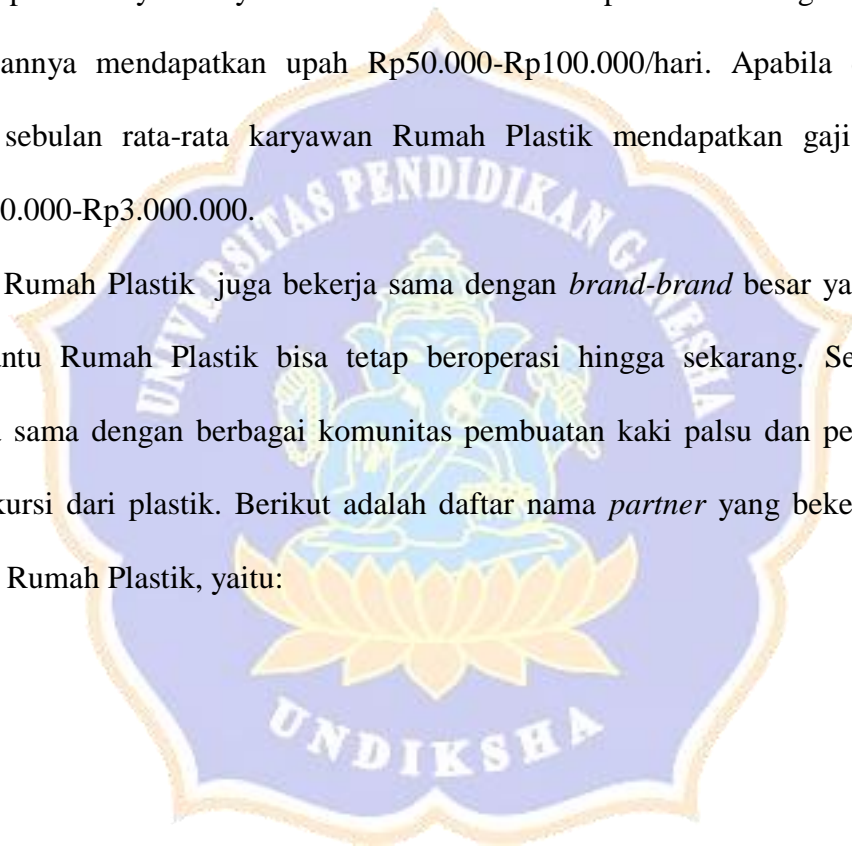 annya mendapatkan upah Rp50.000-Rp100.000/hari. Apabila
sebulan rata-rata karyawan Rumah Plastik mendapatkan gaji
0.000-Rp3.000.000.
Rumah Plastik juga bekerja sama dengan brand-brand besar ya
ntu Rumah Plastik bisa tetap beroperasi hingga sekarang. Se
sama dengan berbagai komunitas pembuatan kaki palsu dan pe
kursi dari plastik. Berikut adalah daftar nama partner yang beke
Rumah Plastik, yaitu:
UNIVERSITAS PENDIDIKAN GANESHA
UNDIKSHA